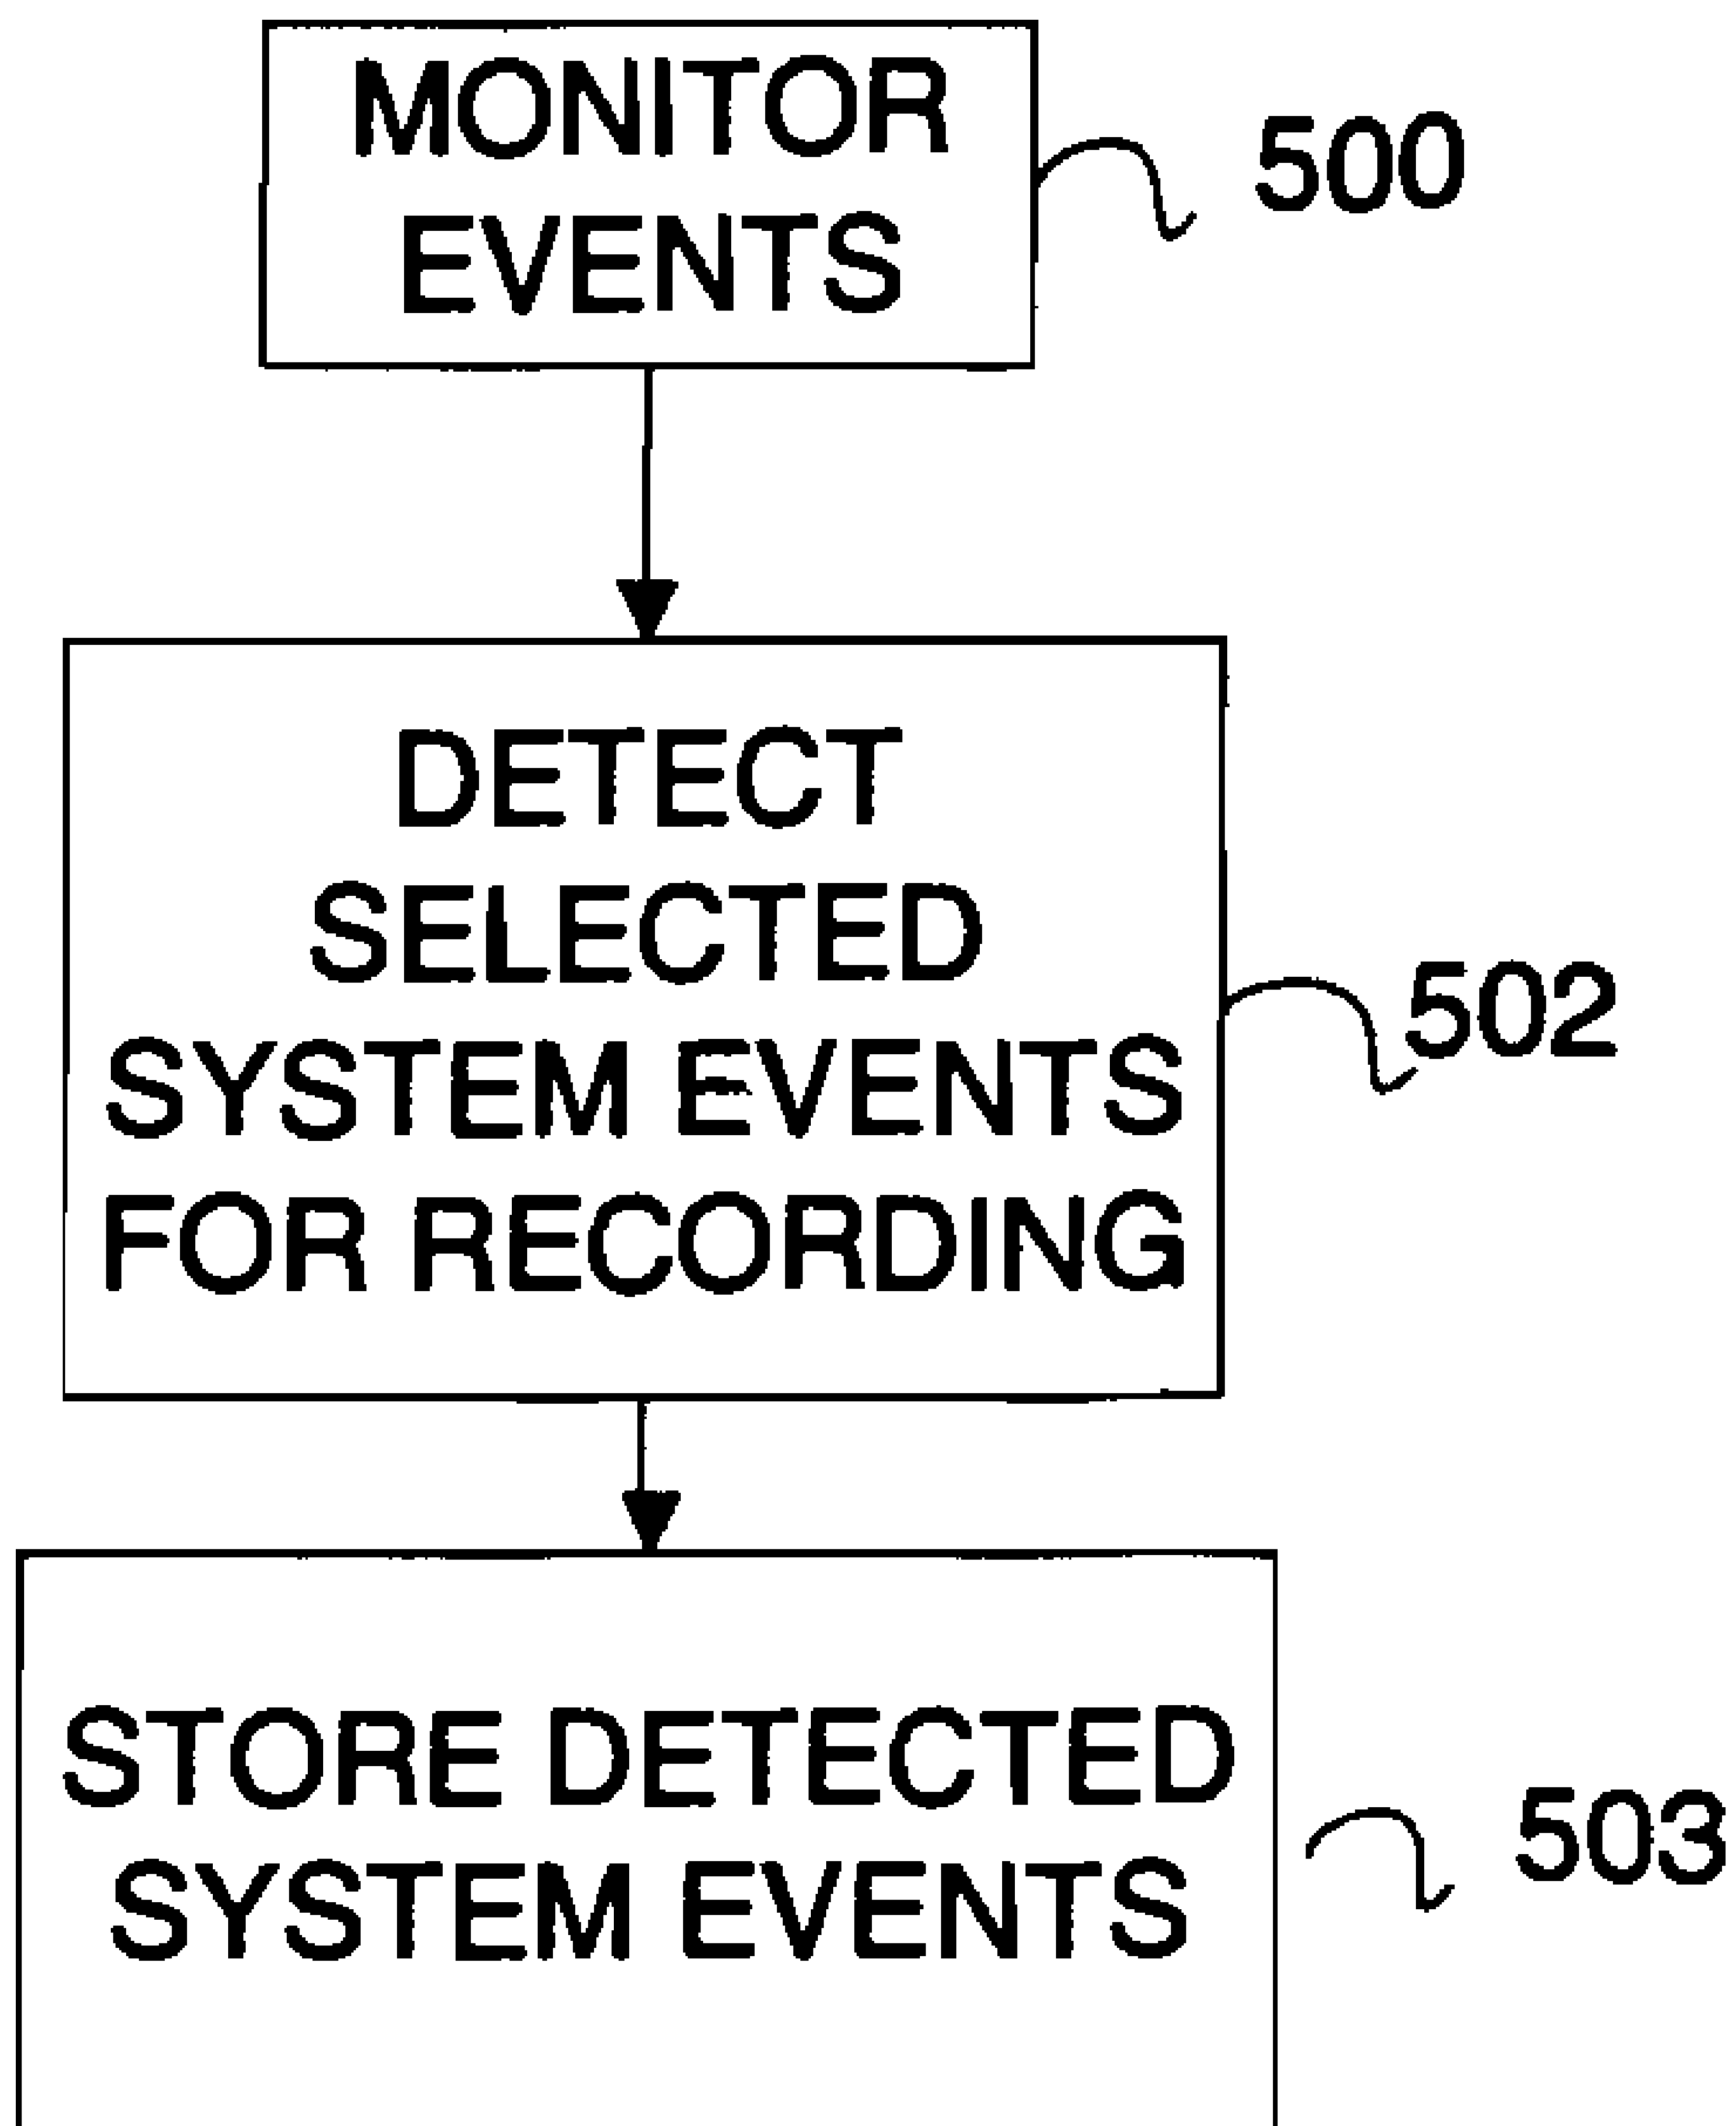 MONITOR
EVENTS
500
DETECT
SELECTED
SYSTEM EVENTS
FOR RECORDING
502
STORE DETECTED
SYSTEM EVENTS
503